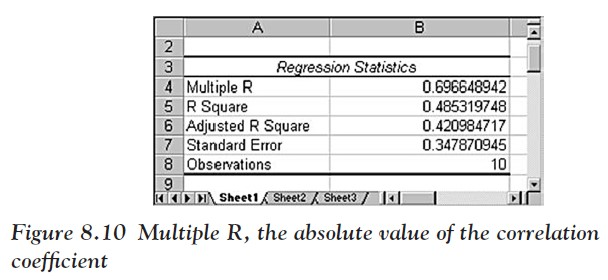 A B
2
3 Regression Statistics
4 Multiple R 0.696648942
5 R Square 0.485319748
6 Adjusted R Square 0.420984717
7 Standard Error 0.347870945
8 Observations 10
9
Sheet1 Sheet2 Sheet3
Figure 8.10 Multiple R, the absolute value of the correlation
coefficient